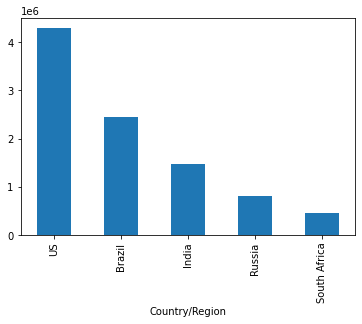 1e6
4
3
2
1
0
US
Brazil
India
Russia
South Africa
Country/Region